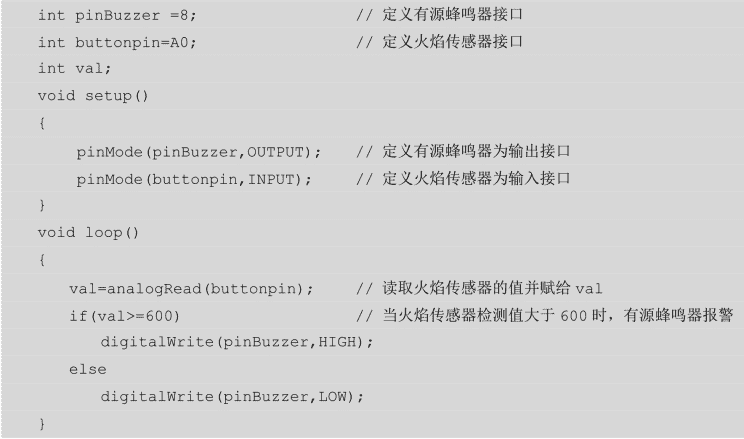 int pinBuzzer =8; // 定义有源蜂鸣器接口
int buttonpin=A0; // 定义火焰传感器接口
int val;
void setup()
{
pinMode(pinBuzzer,OUTPUT); // 定义有源蜂鸣器为输出接口
pinMode(buttonpin,INPUT); // 定义火焰传感器为输入接口
}
void loop()
{
val=analogRead(buttonpin); // 读取火焰传感器的值并赋给 val
if(val>=600) // 当火焰传感器检测值大于 600 时，有源蜂鸣器报警
digitalWrite(pinBuzzer,HIGH);
else
digitalWrite(pinBuzzer,LOW);
}